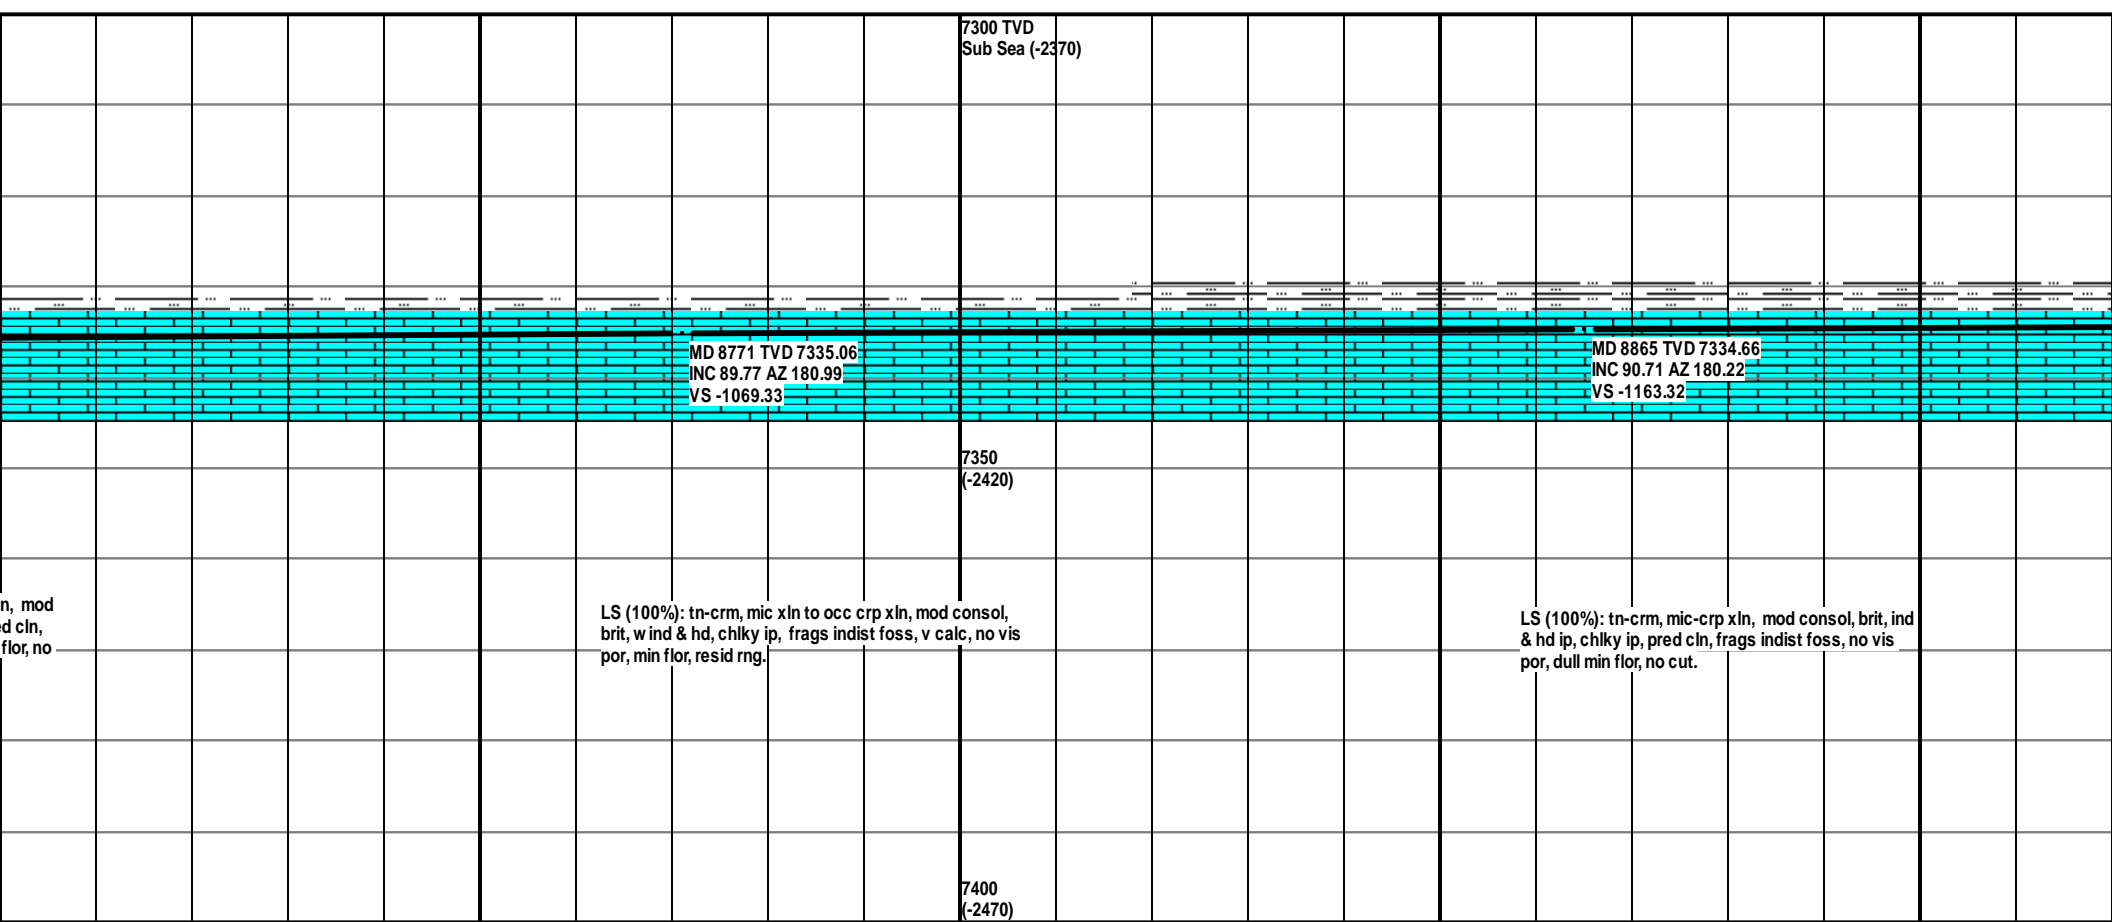 7300 TVD
Sub Sea (-2370)
MD 8771 TVD 7335.06
INC 89.77 AZ 180.99
VS -1069.33
MD 8865 TVD 7334.66
INC 90.71 AZ 180.22
VS -1163.32
7350
(-2420)
n, mod
ed cln,
flor, no
LS (100%): tn-crm, mic xln to occ crp xln, mod consol,
brit, w ind & hd, chlky ip, frags indist foss, v calc, no vis
por, min flor, resid rng.
LS (100%): tn-crm, mic-crp xln, mod consol, brit, ind
& hd ip, chlky ip, pred cln, frags indist foss, no vis
por, dull min flor, no cut.
7400
(-2470)